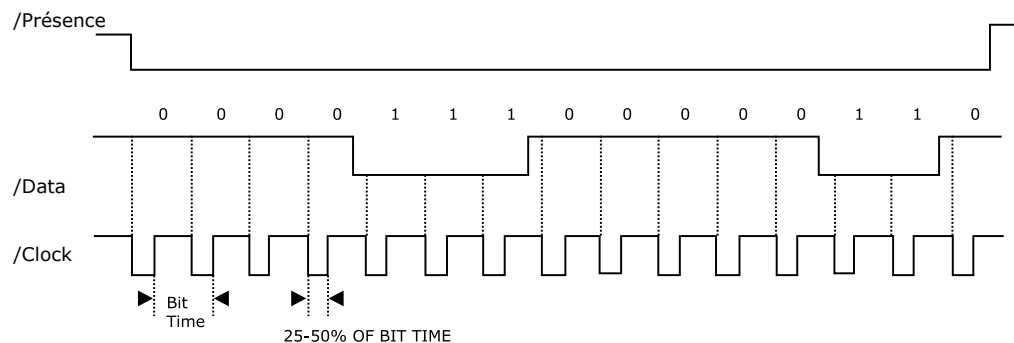 /Présence
0 0 0 0 1 1 1 0 0 0 0 0 1 1 0
/Data
/Clock
Bit
Time
25-50% OF BIT TIME